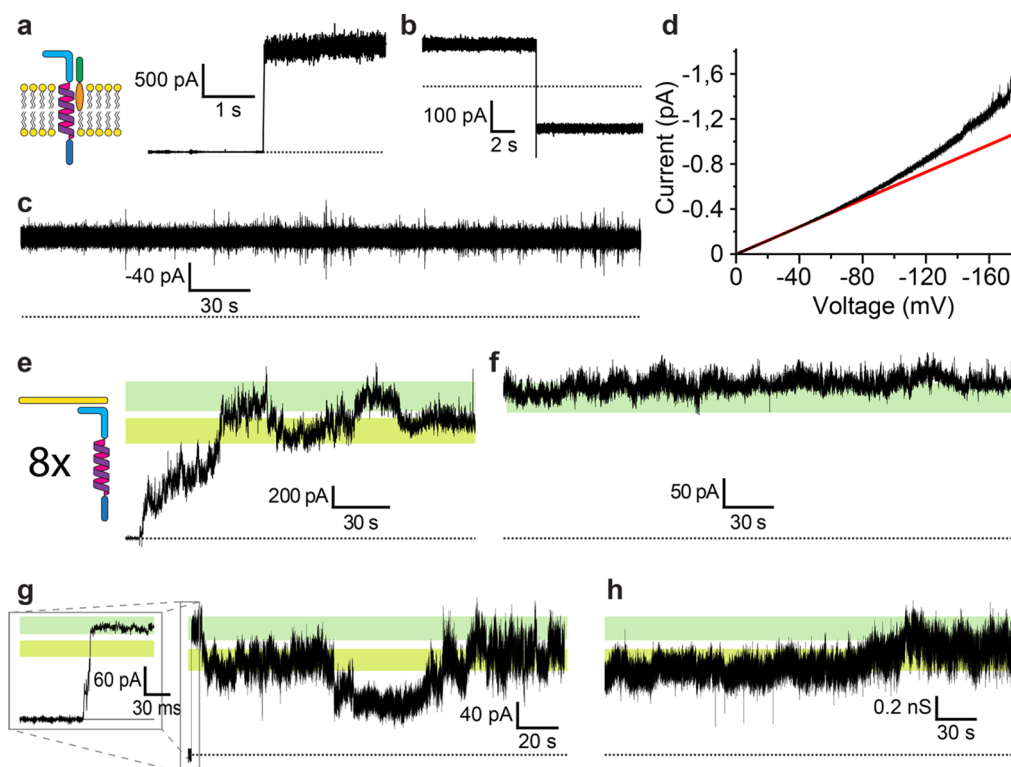 a
500 pA
1 s
b
100 pA
2 s
c
-40 pA
30 s
d
Current (pA)
-1,6
-1,2
-0.8
-0.4
0
0 -40 -80 -120 -160
Voltage (mV)
e
8x
200 pA
30 s
f
50 pA
30 s
g
60 pA
30 ms
40 pA
20 s
h
0.2 nS
30 s